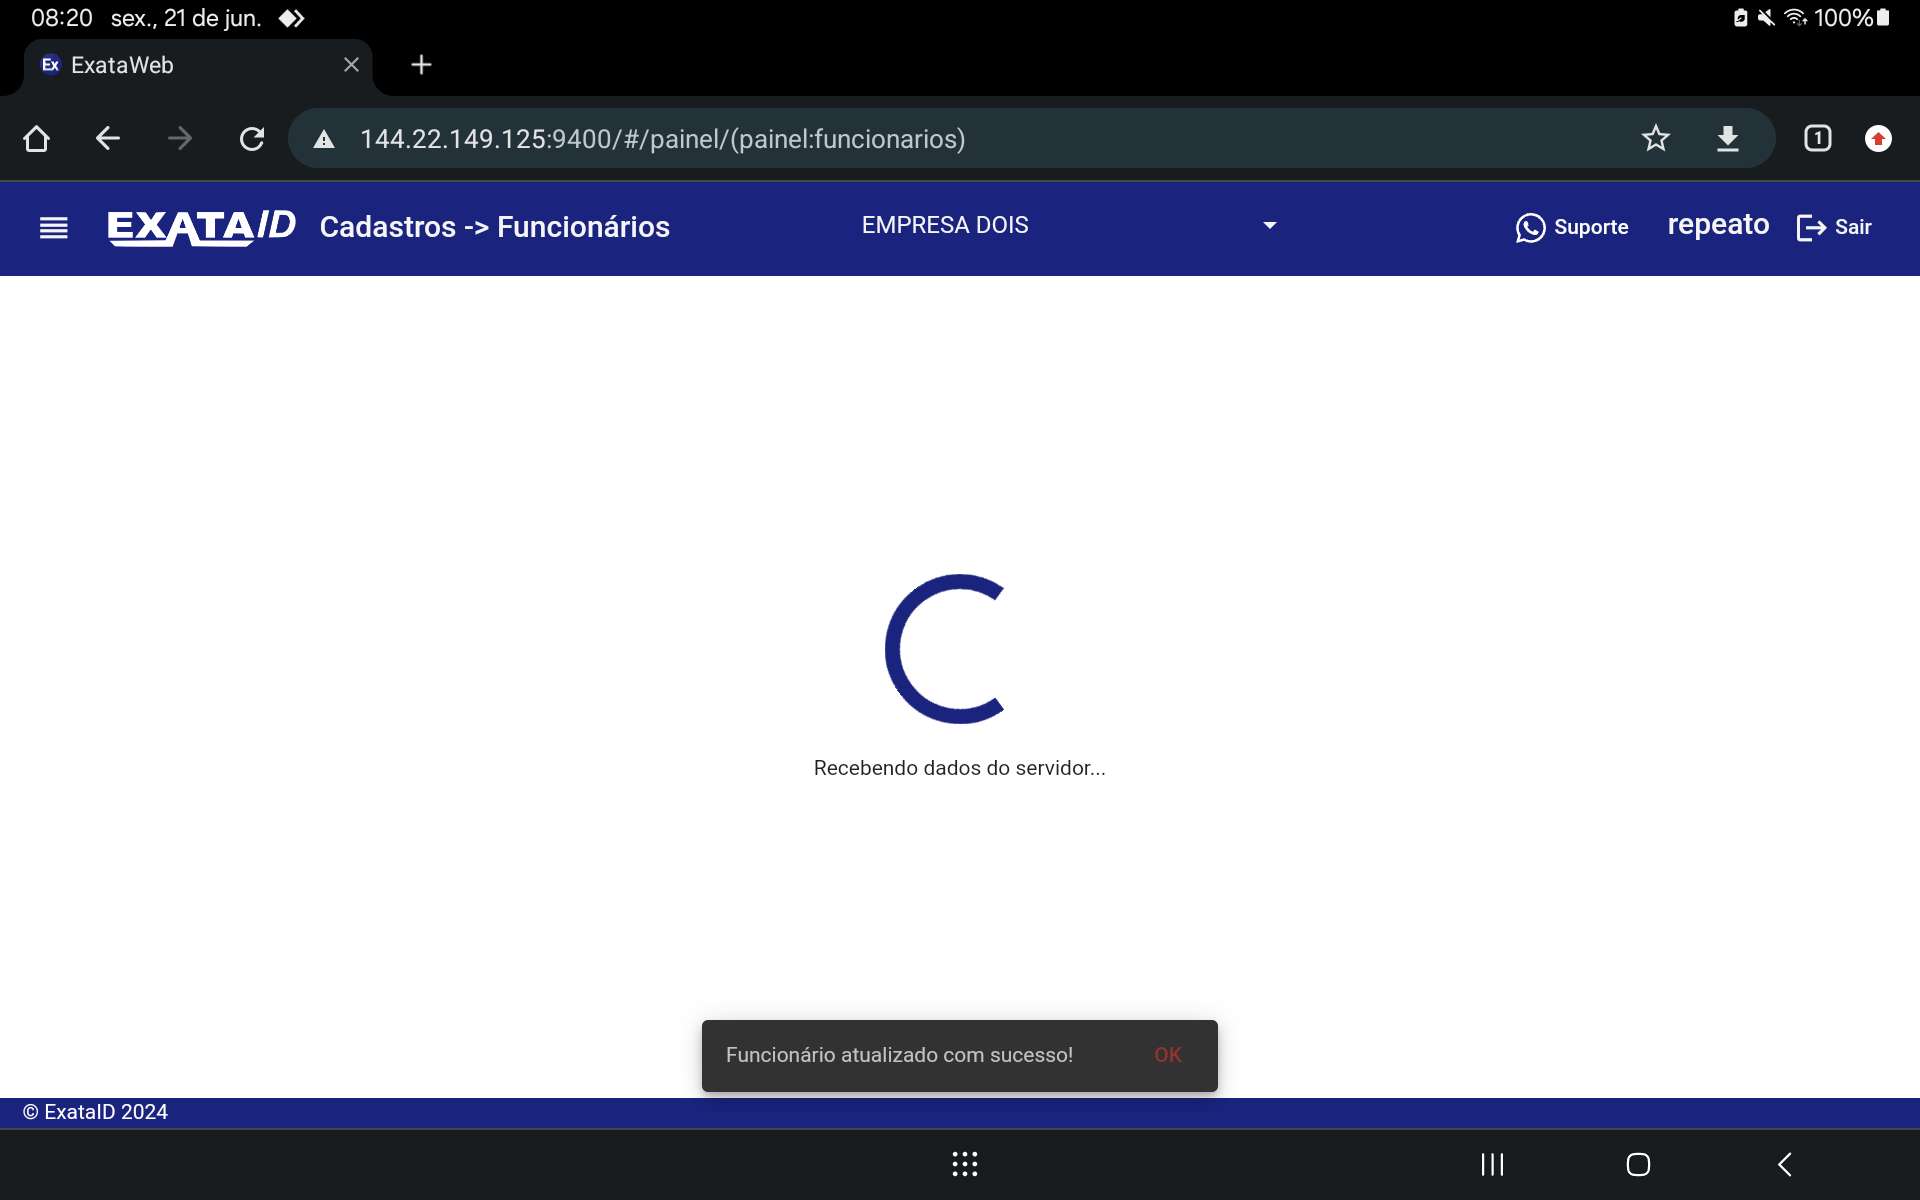 08:20 sex., 21 de jun.
100%
Ex ExataWeb
144.22.149.125:9400/#/painel/(painel:funcionarios)
1
EXATAID Cadastros -> Funcionários EMPRESA DOIS Suporte repeato Sair
Recebendo dados do servidor...
Funcionário atualizado com sucesso! OK
© ExataID 2024